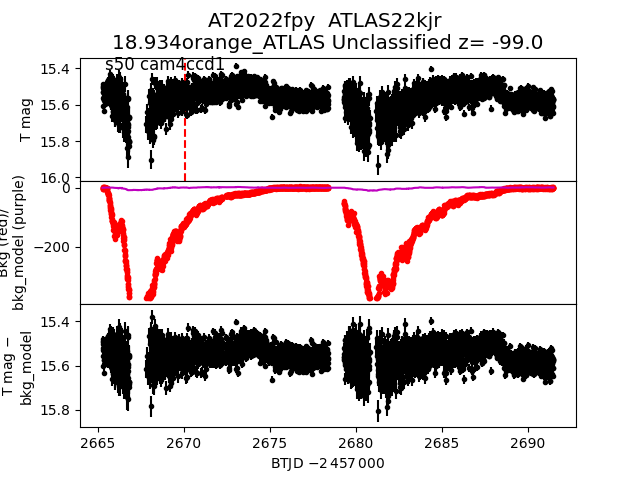 AT2022fpy  ATLAS22kjr
18.934orange_ATLAS Unclassified z= -99.0
s50 cam4ccd1
15.4
15.6
15.8
16.0
T mag
0
−200
Bkg (red)/
bkg_model (purple)
15.4
15.6
15.8
T mag −
bkg_model
2665
2670
2675
2680
2685
2690
BTJD −2 457 000